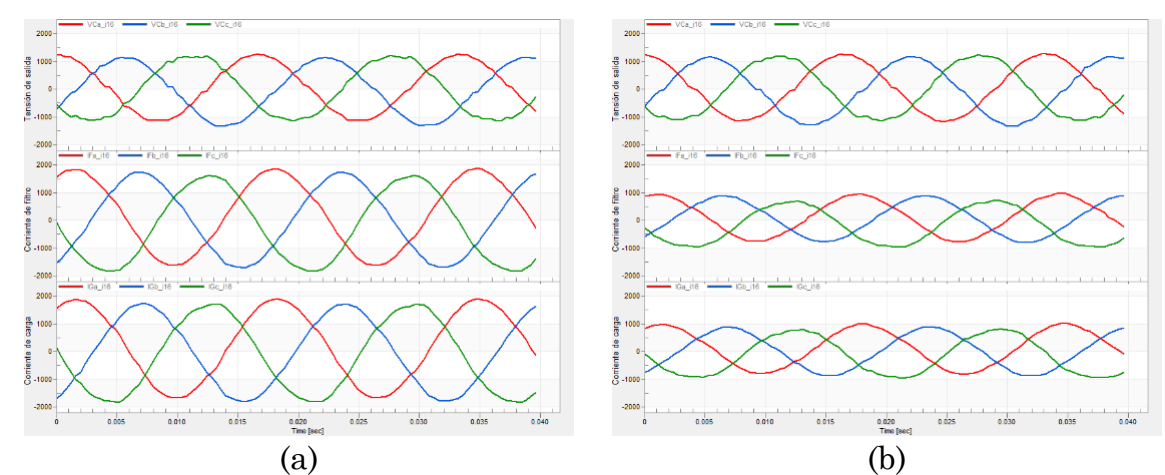 VCa_i16 VCb_i16 VCc_i16
Tensión de salida
2000
1000
0
-1000
-2000
IFa_i16 IFb_i16 IFc_i16
Corriente de filtro
2000
1000
0
-1000
-2000
IGa_i16 IGb_i16 IGc_i16
Corriente de carga
2000
1000
0
-1000
-2000
0 0.005 0.010 0.015 0.020 0.025 0.030 0.035 0.040
Time [sec]
(a)
VCa_i16 VCb_i16 VCc_i16
Tensión de salida
2000
1000
0
-1000
-2000
IFa_i16 IFb_i16 IFc_i16
Corriente de filtro
2000
1000
0
-1000
-2000
IGa_i16 IGb_i16 IGc_i16
Corriente de carga
2000
1000
0
-1000
-2000
0 0.005 0.010 0.015 0.020 0.025 0.030 0.035 0.040
Time [sec]
(b)